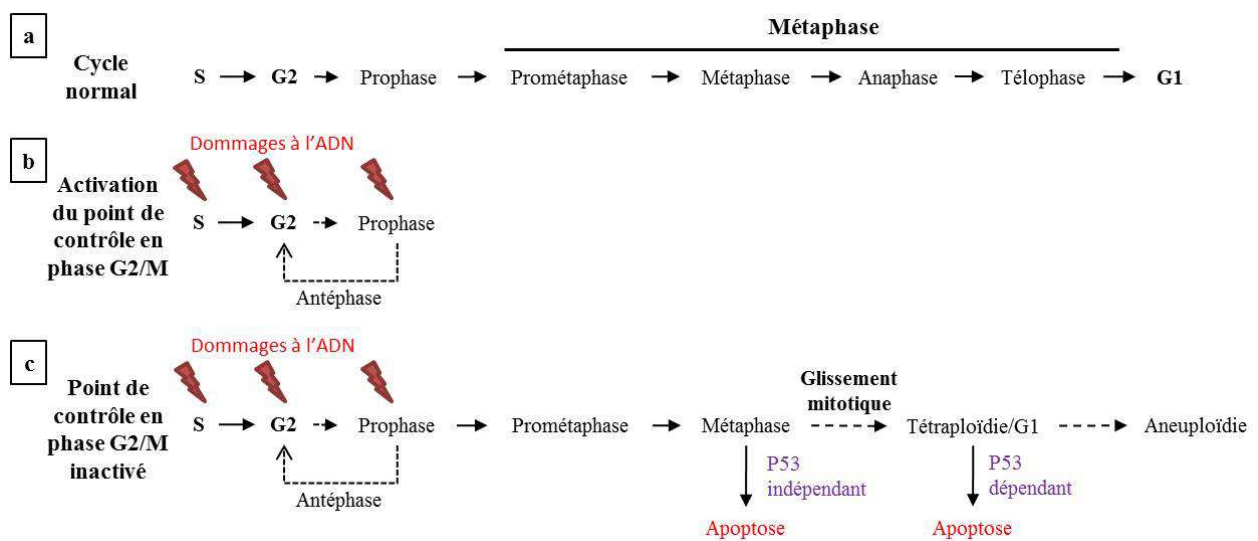 a
Métaphase
Cycle
normal
S G2 Prophase Prométaphase Métaphase Anaphase Télophase G1
Dommages à l'ADN
b
Activation
du point de
contrôle en
phase G2/M
S G2 Prophase
Antéphase
Dommages à l'ADN
c
Point de
contrôle en
phase G2/M
inactivé
Glissement
mitotique
S G2 Prophase Prométaphase Métaphase Tétraploïdie/G1 Aneuploïdie
Antéphase
P53
indépendant
P53
dépendant
Apoptose
Apoptose